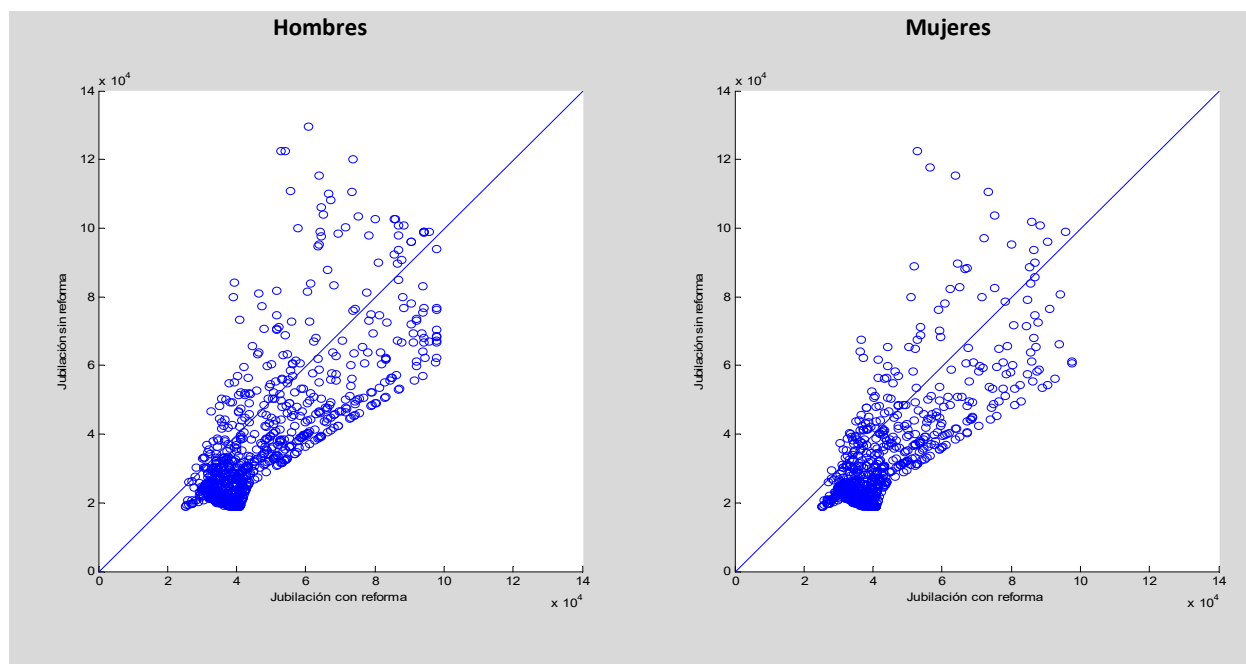 Hombres
x 10^4
14
12
10
8
6
4
2
0
Jubilación sin reforma
0 2 4 6 8 10 12 14
Jubilación con reforma
x 10^4
Mujeres
x 10^4
14
12
10
8
6
4
2
0
Jubilación sin reforma
0 2 4 6 8 10 12 14
Jubilación con reforma
x 10^4